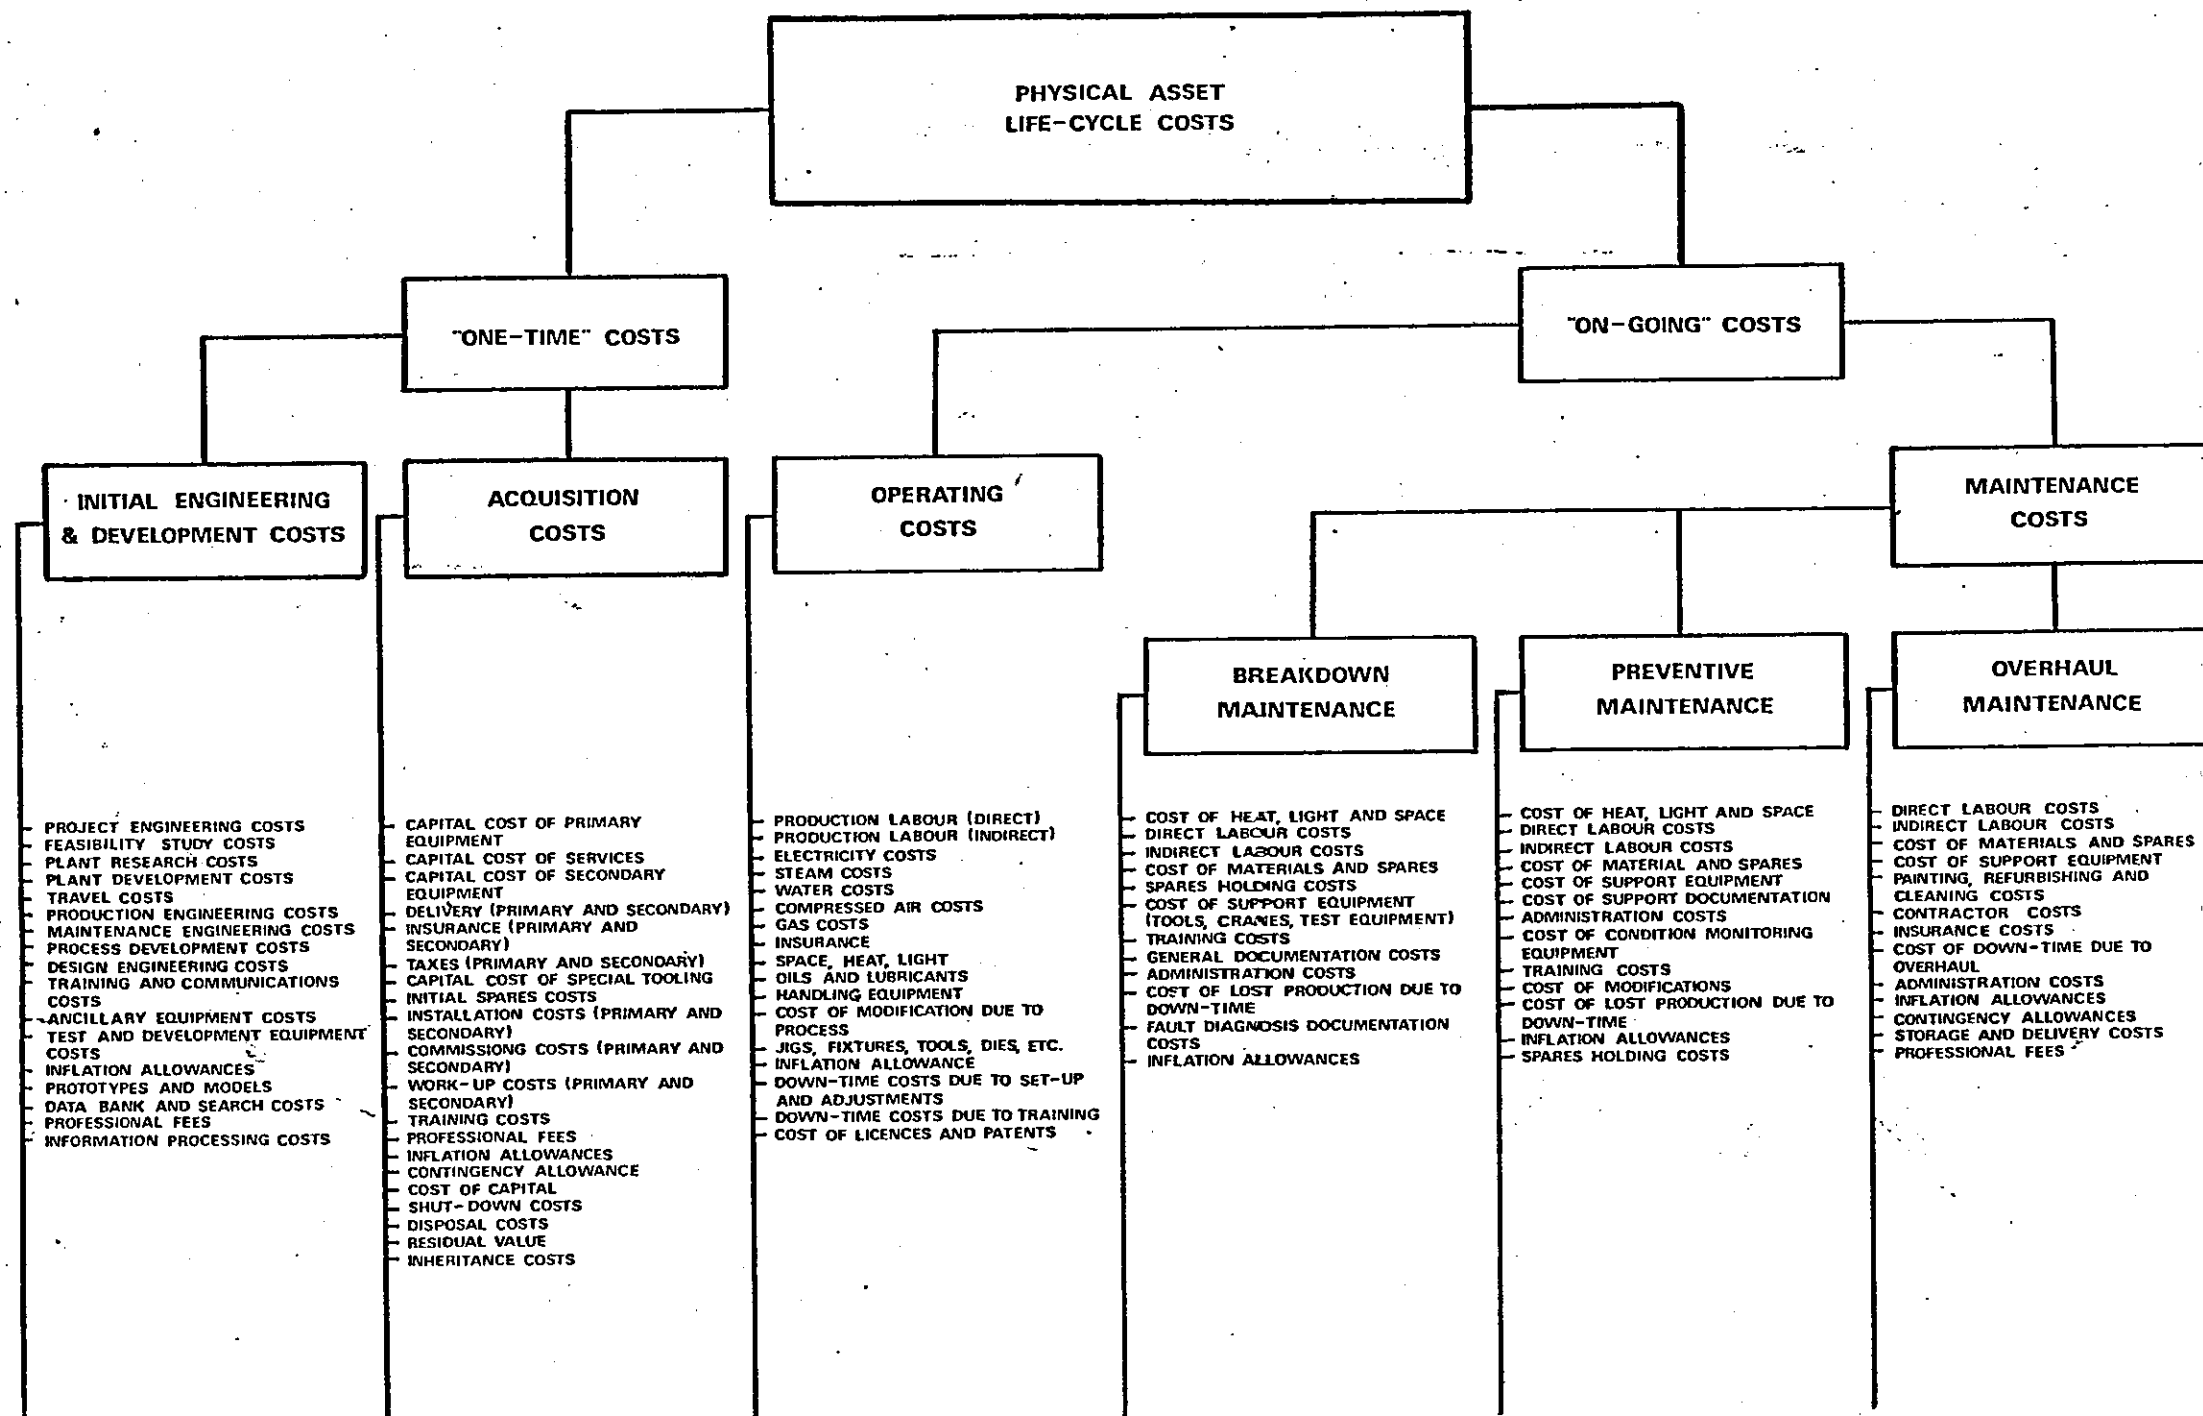 PHYSICAL ASSET
LIFE-CYCLE COSTS
"ONE-TIME" COSTS
"ON-GOING" COSTS
INITIAL ENGINEERING
& DEVELOPMENT COSTS
ACQUISITION
COSTS
OPERATING
COSTS
MAINTENANCE
COSTS
BREAKDOWN
MAINTENANCE
PREVENTIVE
MAINTENANCE
OVERHAUL
MAINTENANCE
PROJECT ENGINEERING COSTS
FEASIBILITY STUDY COSTS
PLANT RESEARCH COSTS
PLANT DEVELOPMENT COSTS
TRAVEL COSTS
PRODUCTION ENGINEERING COSTS
MAINTENANCE ENGINEERING COSTS
PROCESS DEVELOPMENT COSTS
DESIGN ENGINEERING COSTS
TRAINING AND COMMUNICATIONS
COSTS
ANCILLARY EQUIPMENT COSTS
TEST AND DEVELOPMENT EQUIPMENT
COSTS
INFLATION ALLOWANCES
PROTOTYPES AND MODELS
DATA BANK AND SEARCH COSTS
PROFESSIONAL FEES
INFORMATION PROCESSING COSTS
CAPITAL COST OF PRIMARY
EQUIPMENT
CAPITAL COST OF SERVICES
CAPITAL COST OF SECONDARY
EQUIPMENT
DELIVERY (PRIMARY AND SECONDARY)
INSURANCE (PRIMARY AND
SECONDARY)
TAXES (PRIMARY AND SECONDARY)
CAPITAL COST OF SPECIAL TOOLING
INITIAL SPARES COSTS
INSTALLATION COSTS (PRIMARY AND
SECONDARY)
COMMISSIONG COSTS (PRIMARY AND
SECONDARY)
WORK-UP COSTS (PRIMARY AND
SECONDARY)
TRAINING COSTS
PROFESSIONAL FEES
INFLATION ALLOWANCES
CONTINGENCY ALLOWANCE
COST OF CAPITAL
SHUT-DOWN COSTS
DISPOSAL COSTS
RESIDUAL VALUE
INHERITANCE COSTS
PRODUCTION LABOUR (DIRECT)
PRODUCTION LABOUR (INDIRECT)
ELECTRICITY COSTS
STEAM COSTS
WATER COSTS
COMPRESSED AIR COSTS
GAS COSTS
INSURANCE
SPACE, HEAT, LIGHT
OILS AND LUBRICANTS
HANDLING EQUIPMENT
COST OF MODIFICATION DUE TO
PROCESS
JIGS, FIXTURES, TOOLS, DIES, ETC.
INFLATION ALLOWANCE
DOWN-TIME COSTS DUE TO SET-UP
AND ADJUSTMENTS
DOWN-TIME COSTS DUE TO TRAINING
COST OF LICENCES AND PATENTS
COST OF HEAT, LIGHT AND SPACE
DIRECT LABOUR COSTS
INDIRECT LABOUR COSTS
COST OF MATERIALS AND SPARES
SPARES HOLDING COSTS
COST OF SUPPORT EQUIPMENT
(TOOLS, CRANES, TEST EQUIPMENT)
TRAINING COSTS
GENERAL DOCUMENTATION COSTS
ADMINISTRATION COSTS
COST OF LOST PRODUCTION DUE TO
DOWN-TIME
FAULT DIAGNOSIS DOCUMENTATION
COSTS
INFLATION ALLOWANCES
COST OF HEAT, LIGHT AND SPACE
DIRECT LABOUR COSTS
INDIRECT LABOUR COSTS
COST OF MATERIAL AND SPARES
COST OF SUPPORT EQUIPMENT
COST OF SUPPORT DOCUMENTATION
ADMINISTRATION COSTS
COST OF CONDITION MONITORING
EQUIPMENT
TRAINING COSTS
COST OF MODIFICATIONS
COST OF LOST PRODUCTION DUE TO
DOWN-TIME
INFLATION ALLOWANCES
SPARES HOLDING COSTS
DIRECT LABOUR COSTS
INDIRECT LABOUR COSTS
COST OF MATERIALS AND SPARES
COST OF SUPPORT EQUIPMENT
PAINTING, REFURBISHING AND
CLEANING COSTS
CONTRACTOR COSTS
INSURANCE COSTS
COST OF DOWN-TIME DUE TO
OVERHAUL
ADMINISTRATION COSTS
INFLATION ALLOWANCES
CONTINGENCY ALLOWANCES
STORAGE AND DELIVERY COSTS
PROFESSIONAL FEES